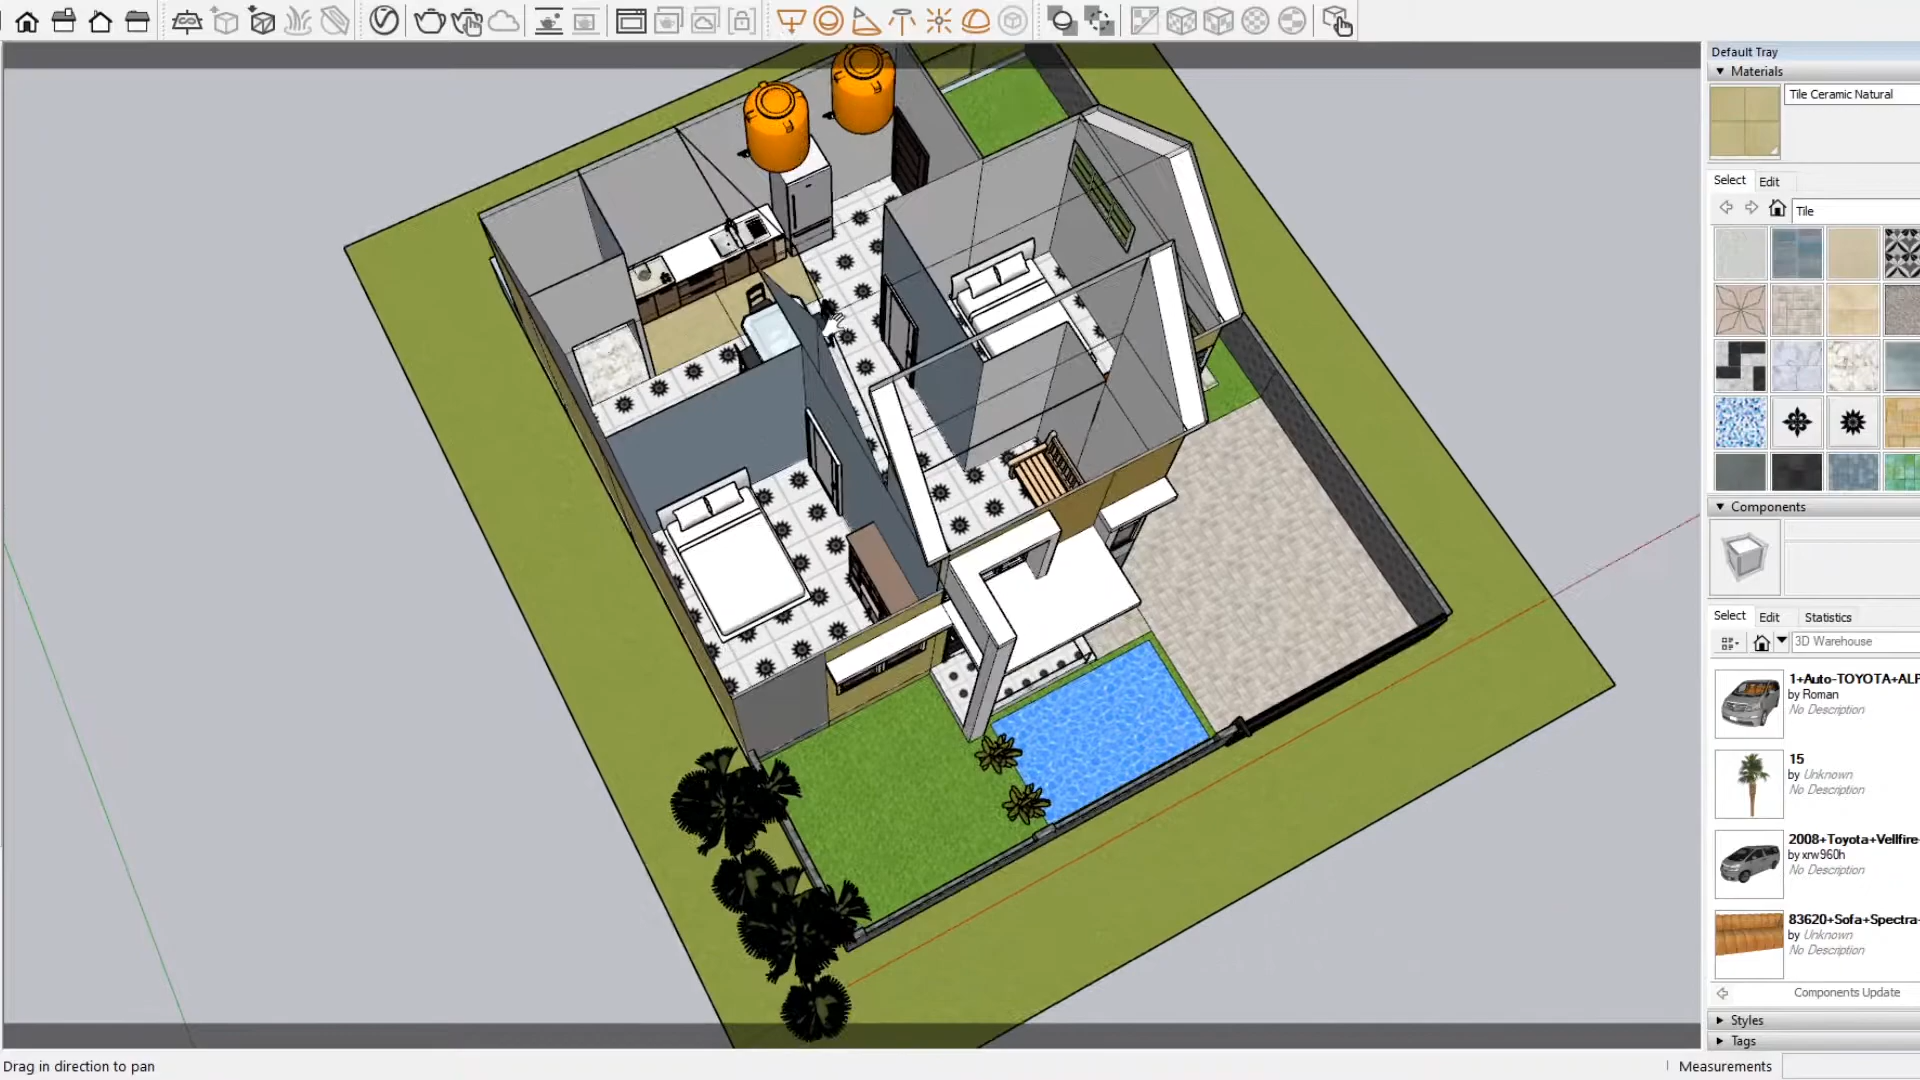 Default Tray
Materials
Tile Ceramic Natural
Select Edit
Tile
Components
Select Edit Statistics
3D Warehouse
1+Auto-TOYOTA+ALF
by Roman
No Description
15
by Unknown
No Description
2008+Toyota+Vellfire-
by xrw960h
No Description
83620+Sofa+Spectra-
by Unknown
No Description
Components Update
Styles
Tags
Drag in direction to pan
Measurements